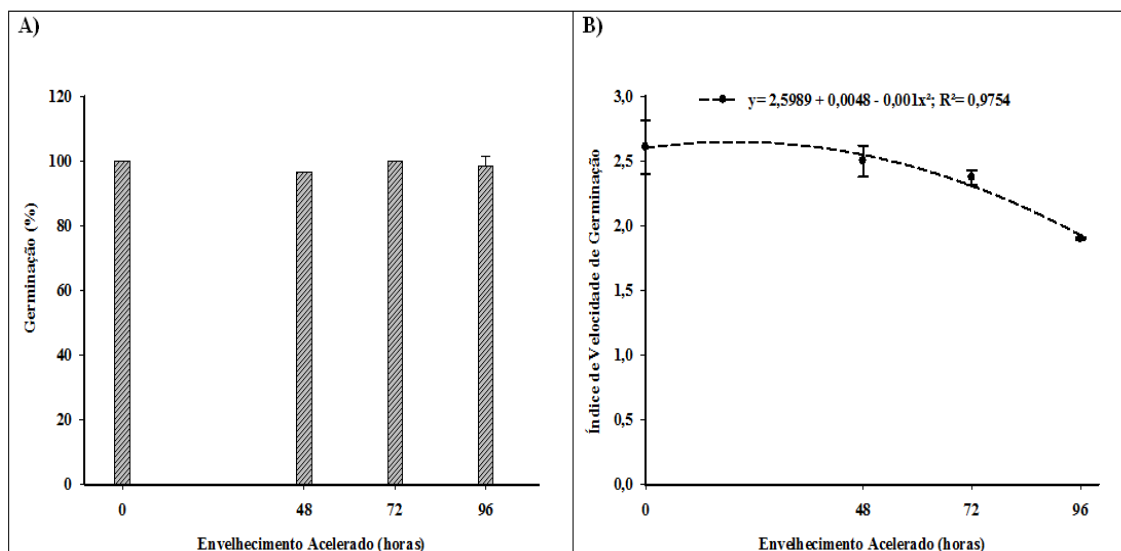 A)
120
100
80
60
40
20
0
Germinação (%)
0 48 72 96
Envelhecimento Acelerado (horas)
B)
y= 2,5989 + 0,0048 - 0,001x²; R²= 0,9754
3,0
2,5
2,0
1,5
1,0
0,5
0,0
Índice de Velocidade de Germinação
0 48 72 96
Envelhecimento Acelerado (horas)